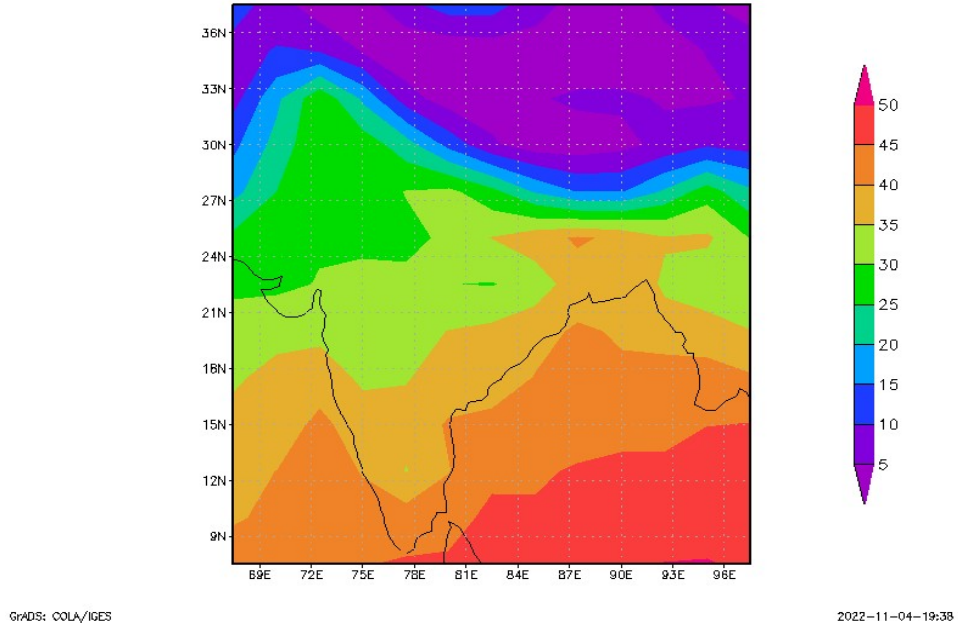 36N
33N
30N
27N
24N
21N
18N
15N
12N
9N
69E 72E 75E 78E 81E 84E 87E 90E 93E 96E
50
45
40
35
30
25
20
15
10
5
GrADS: COLA/IGES
2022-11-04-19:38